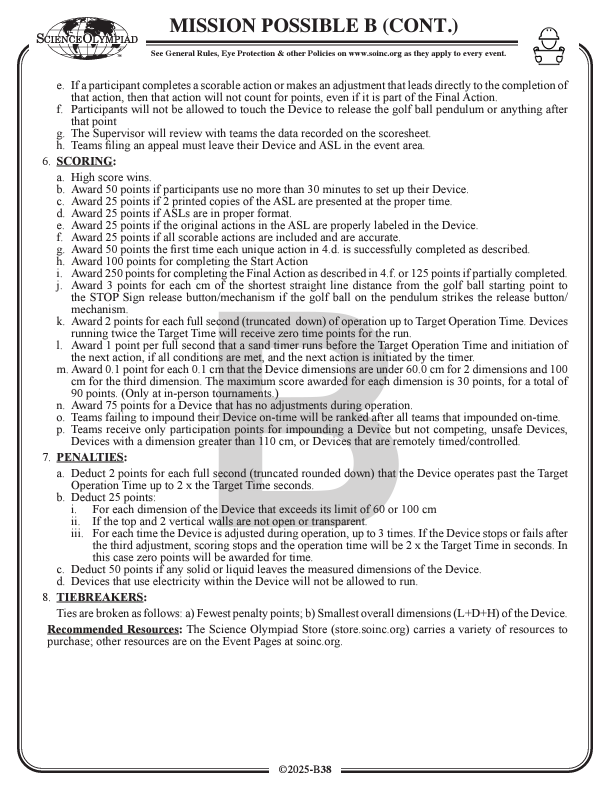 SCIENCE OLYMPIAD
MISSION POSSIBLE B (CONT.)
See General Rules, Eye Protection & other Policies on www.soinc.org as they apply to every event.
e. If a participant completes a scorable action or makes an adjustment that leads directly to the completion of
that action, then that action will not count for points, even if it is part of the Final Action.
f. Participants will not be allowed to touch the Device to release the golf ball pendulum or anything after
that point
g. The Supervisor will review with teams the data recorded on the scoresheet.
h. Teams filing an appeal must leave their Device and ASL in the event area.
6. SCORING:
a. High score wins.
b. Award 50 points if participants use no more than 30 minutes to set up their Device.
c. Award 25 points if 2 printed copies of the ASL are presented at the proper time.
d. Award 25 points if ASLs are in proper format.
e. Award 25 points if the original actions in the ASL are properly labeled in the Device.
f. Award 25 points if all scorable actions are included and are accurate.
g. Award 50 points the first time each unique action in 4.d. is successfully completed as described.
h. Award 100 points for completing the Start Action
i. Award 250 points for completing the Final Action as described in 4.f. or 125 points if partially completed.
j. Award 3 points for each cm of the shortest straight line distance from the golf ball starting point to
the STOP Sign release button/mechanism if the golf ball on the pendulum strikes the release button/
mechanism.
k. Award 2 points for each full second (truncated down) of operation up to Target Operation Time. Devices
running twice the Target Time will receive zero time points for the run.
l. Award 1 point per full second that a sand timer runs before the Target Operation Time and initiation of
the next action, if all conditions are met, and the next action is initiated by the timer.
m. Award 0.1 point for each 0.1 cm that the Device dimensions are under 60.0 cm for 2 dimensions and 100
cm for the third dimension. The maximum score awarded for each dimension is 30 points, for a total of
90 points. (Only at in-person tournaments.)
n. Award 75 points for a Device that has no adjustments during operation.
o. Teams failing to impound their Device on-time will be ranked after all teams that impounded on-time.
p. Teams receive only participation points for impounding a Device but not competing, unsafe Devices,
Devices with a dimension greater than 110 cm, or Devices that are remotely timed/controlled.
7. PENALTIES:
a. Deduct 2 points for each full second (truncated rounded down) that the Device operates past the Target
Operation Time up to 2 x the Target Time seconds.
b. Deduct 25 points:
i. For each dimension of the Device that exceeds its limit of 60 or 100 cm
ii. If the top and 2 vertical walls are not open or transparent.
iii. For each time the Device is adjusted during operation, up to 3 times. If the Device stops or fails after
the third adjustment, scoring stops and the operation time will be 2 x the Target Time in seconds. In
this case zero points will be awarded for time.
c. Deduct 50 points if any solid or liquid leaves the measured dimensions of the Device.
d. Devices that use electricity within the Device will not be allowed to run.
8. TIEBREAKERS:
Ties are broken as follows: a) Fewest penalty points; b) Smallest overall dimensions (L+D+H) of the Device.
Recommended Resources: The Science Olympiad Store (store.soinc.org) carries a variety of resources to
purchase; other resources are on the Event Pages at soinc.org.
B
©2025-B38